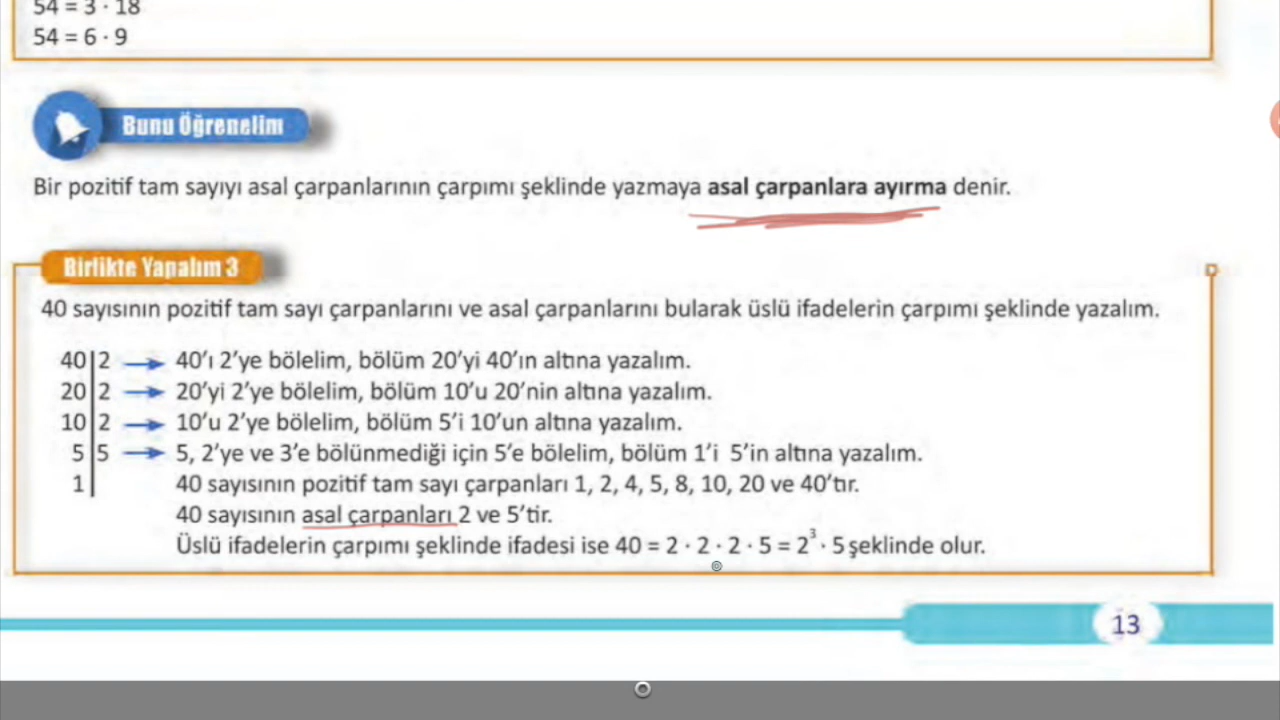 54 = 3 · 18
54 = 6 · 9
Bunu Öğrenelim
Bir pozitif tam sayıyı asal çarpanlarının çarpımı şeklinde yazmaya asal çarpanlara ayırma denir.
Birlikte Yapalım 3
40 sayısının pozitif tam sayı çarpanlarını ve asal çarpanlarını bularak üslü ifadelerin çarpımı şeklinde yazalım.
40|2 → 40'ı 2'ye bölelim, bölüm 20'yi 40'ın altına yazalım.
20|2 → 20'yi 2'ye bölelim, bölüm 10'u 20'nin altına yazalım.
10|2 → 10'u 2'ye bölelim, bölüm 5'i 10'un altına yazalım.
5|5 → 5, 2'ye ve 3'e bölünmediği için 5'e bölelim, bölüm 1'i 5'in altına yazalım.
1| 40 sayısının pozitif tam sayı çarpanları 1, 2, 4, 5, 8, 10, 20 ve 40'tır.
40 sayısının asal çarpanları 2 ve 5'tir.
Üslü ifadelerin çarpımı şeklinde ifadesi ise 40 = 2 · 2 · 2 · 5 = 2³ · 5 şeklinde olur.
13